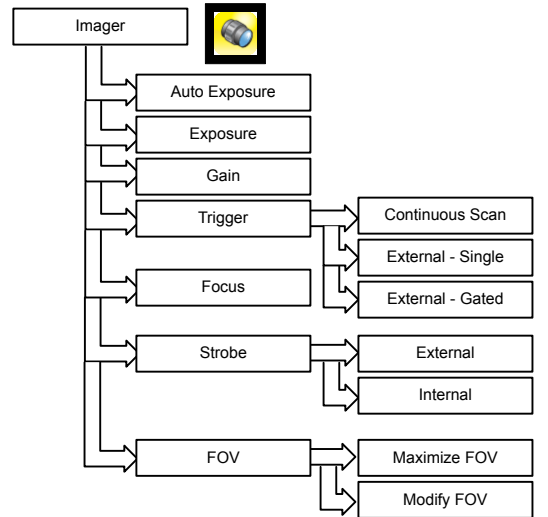 Imager
Auto Exposure
Exposure
Gain
Trigger
Continuous Scan
External - Single
External - Gated
Focus
Strobe
External
Internal
FOV
Maximize FOV
Modify FOV